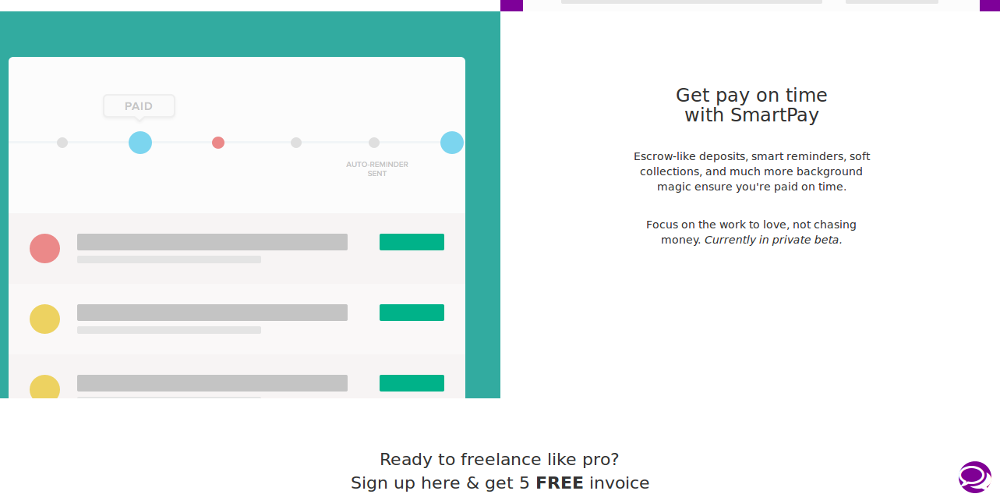 PAID
AUTO-REMINDER
SENT
Get pay on time
with SmartPay
Escrow-like deposits, smart reminders, soft
collections, and much more background
magic ensure you're paid on time.
Focus on the work to love, not chasing
money. Currently in private beta.
Ready to freelance like pro?
Sign up here & get 5 FREE invoice